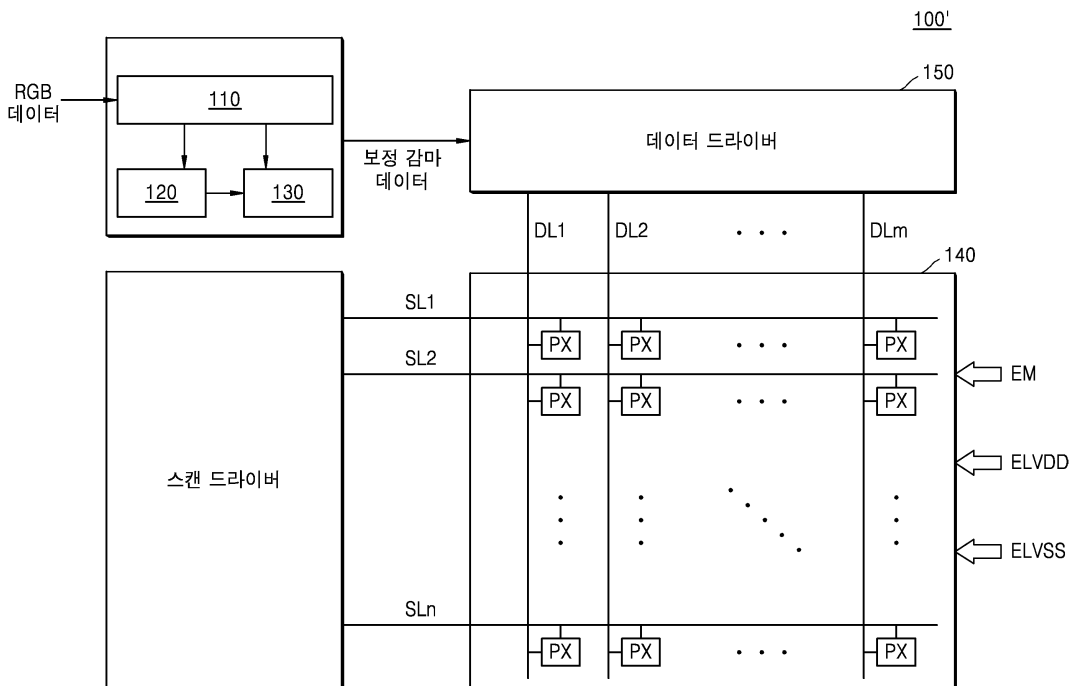 100'
RGB
데이터
110
120
130
보정 감마
데이터
150
데이터 드라이버
DL1 DL2 DLm
140
SL1
PX PX PX
SL2
PX PX PX
EM
스캔 드라이버
ELVDD
ELVSS
SLn
PX PX PX